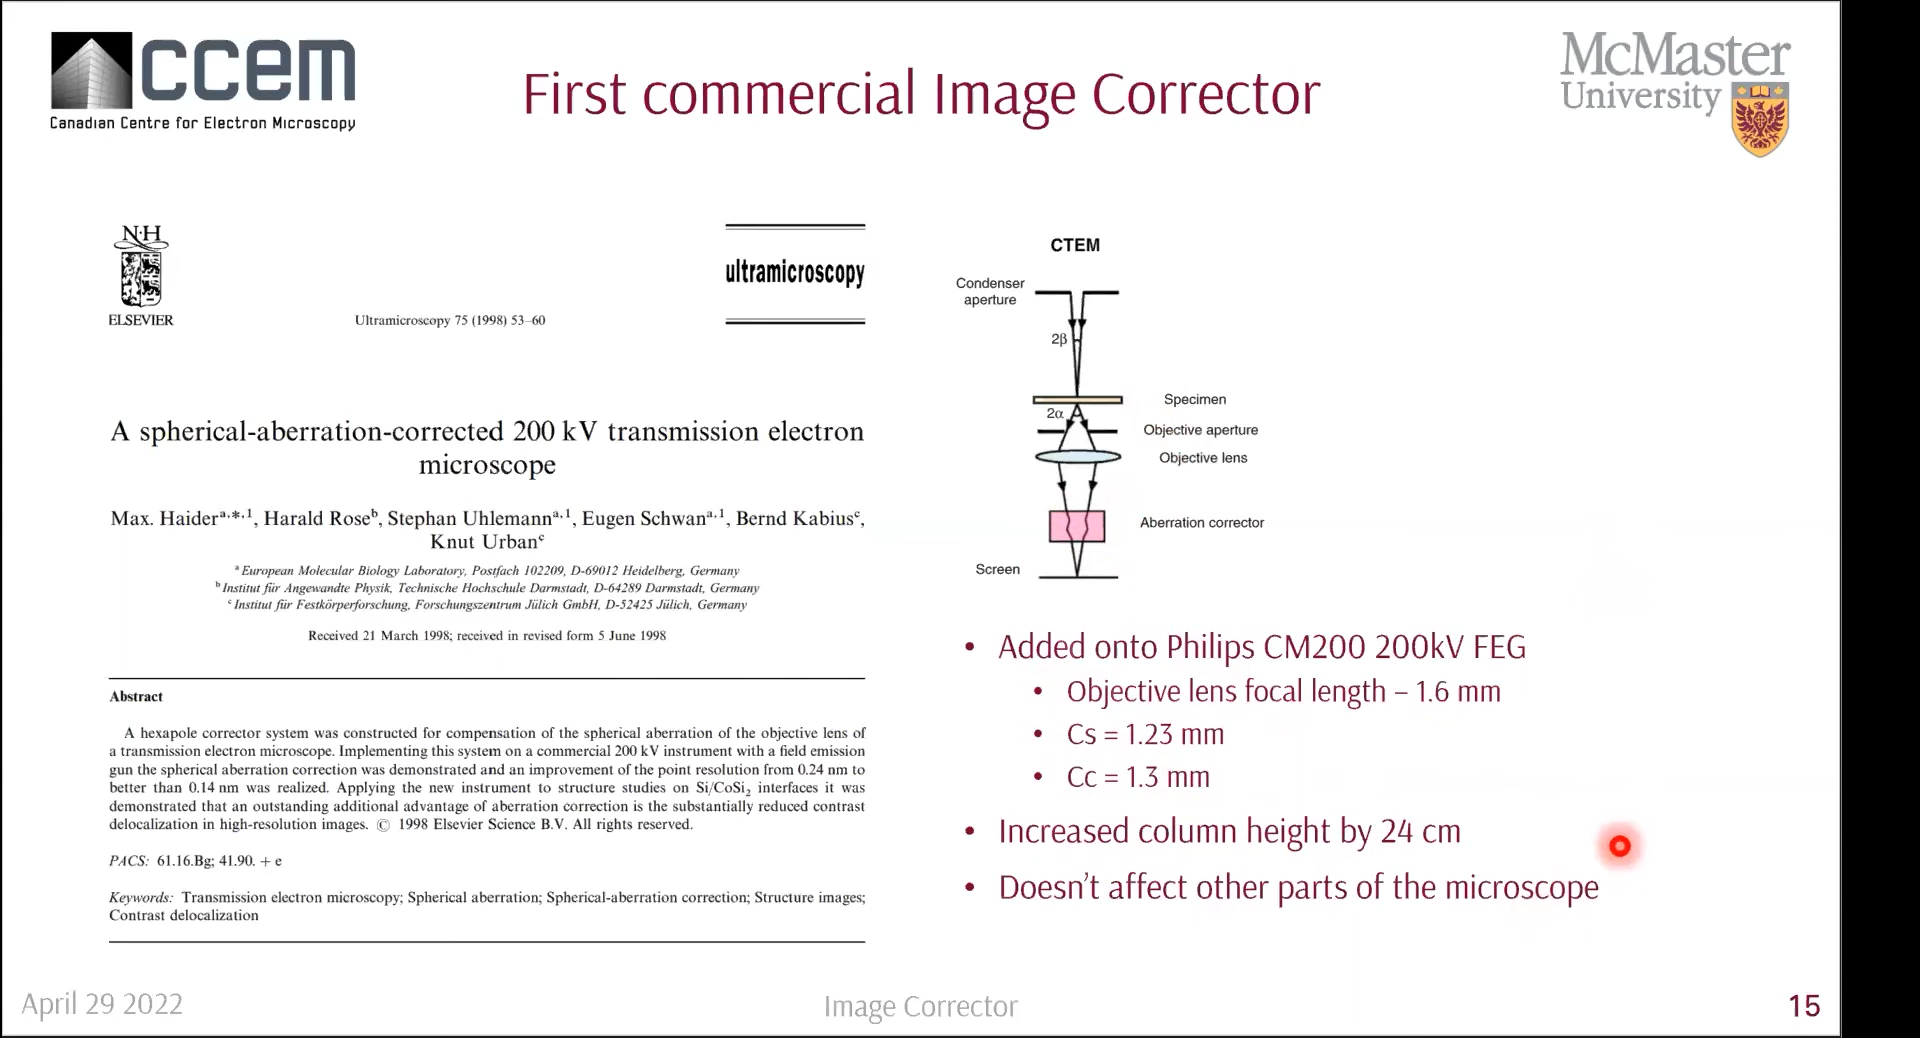 ccem
Canadian Centre for Electron Microscopy
First commercial Image Corrector
McMaster
University
N·H
ELSEVIER
Ultramicroscopy 75 (1998) 53–60
ultramicroscopy
A spherical-aberration-corrected 200 kV transmission electron
microscope
Max. Haiderᵃ,*,¹, Harald Roseᵇ, Stephan Uhlemannᵃ,¹, Eugen Schwanᵃ,¹, Bernd Kabiusᶜ,
Knut Urbanᶜ
ᵃ European Molecular Biology Laboratory, Postfach 102209, D-69012 Heidelberg, Germany
ᵇ Institut für Angewandte Physik, Technische Hochschule Darmstadt, D-64289 Darmstadt, Germany
ᶜ Institut für Festkörperforschung, Forschungszentrum Jülich GmbH, D-52425 Jülich, Germany
Received 21 March 1998; received in revised form 5 June 1998
Abstract
A hexapole corrector system was constructed for compensation of the spherical aberration of the objective lens of
a transmission electron microscope. Implementing this system on a commercial 200 kV instrument with a field emission
gun the spherical aberration correction was demonstrated and an improvement of the point resolution from 0.24 nm to
better than 0.14 nm was realized. Applying the new instrument to structure studies on Si/CoSi₂ interfaces it was
demonstrated that an outstanding additional advantage of aberration correction is the substantially reduced contrast
delocalization in high-resolution images. © 1998 Elsevier Science B.V. All rights reserved.
PACS: 61.16.Bg; 41.90. + e
Keywords: Transmission electron microscopy; Spherical aberration; Spherical-aberration correction; Structure images;
Contrast delocalization
CTEM
Condenser
aperture
2β
Specimen
2α
Objective aperture
Objective lens
Aberration corrector
Screen
• Added onto Philips CM200 200kV FEG
• Objective lens focal length – 1.6 mm
• Cs = 1.23 mm
• Cc = 1.3 mm
• Increased column height by 24 cm
• Doesn't affect other parts of the microscope
April 29 2022
Image Corrector
15